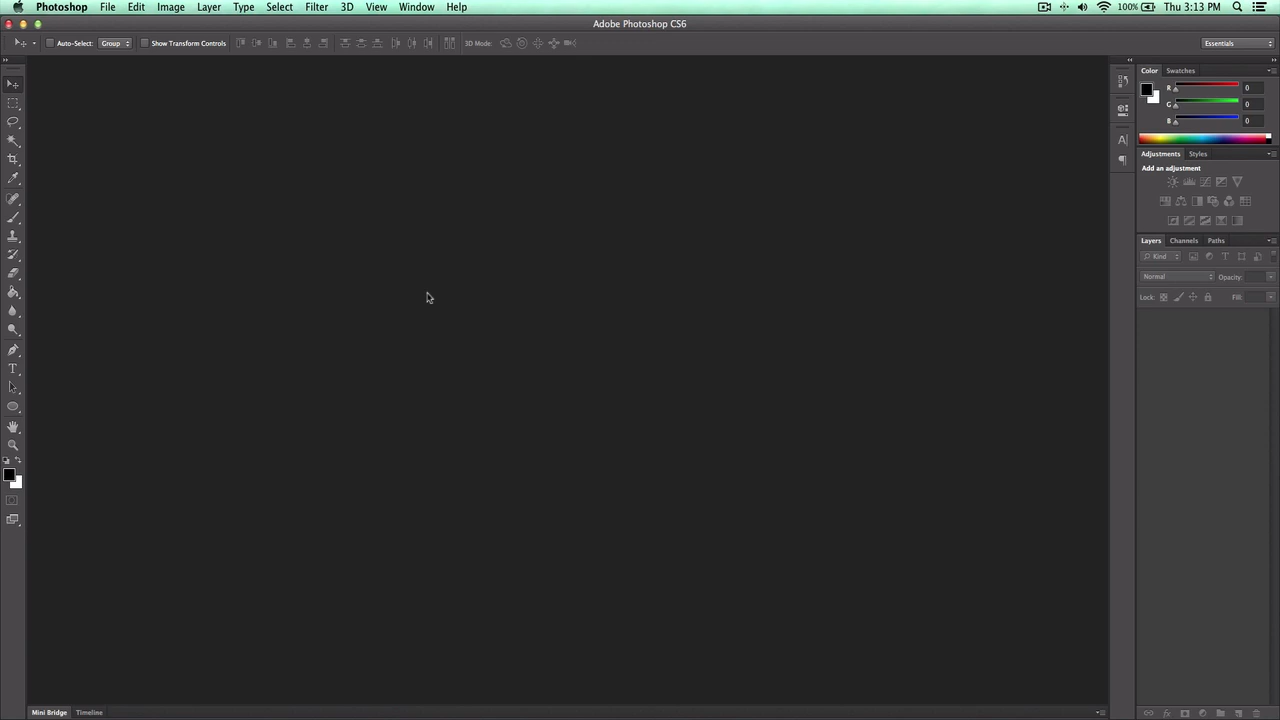 Photoshop File Edit Image Layer Type Select Filter 3D View Window Help 100% Thu 3:13 PM
Adobe Photoshop CS6
Auto-Select: Group Show Transform Controls 3D Mode: Essentials
Color Swatches
R 0
G 0
B 0
Adjustments Styles
Add an adjustment
Layers Channels Paths
Kind T
Normal Opacity:
Lock: Fill:
A
T
Mini Bridge Timeline
fx